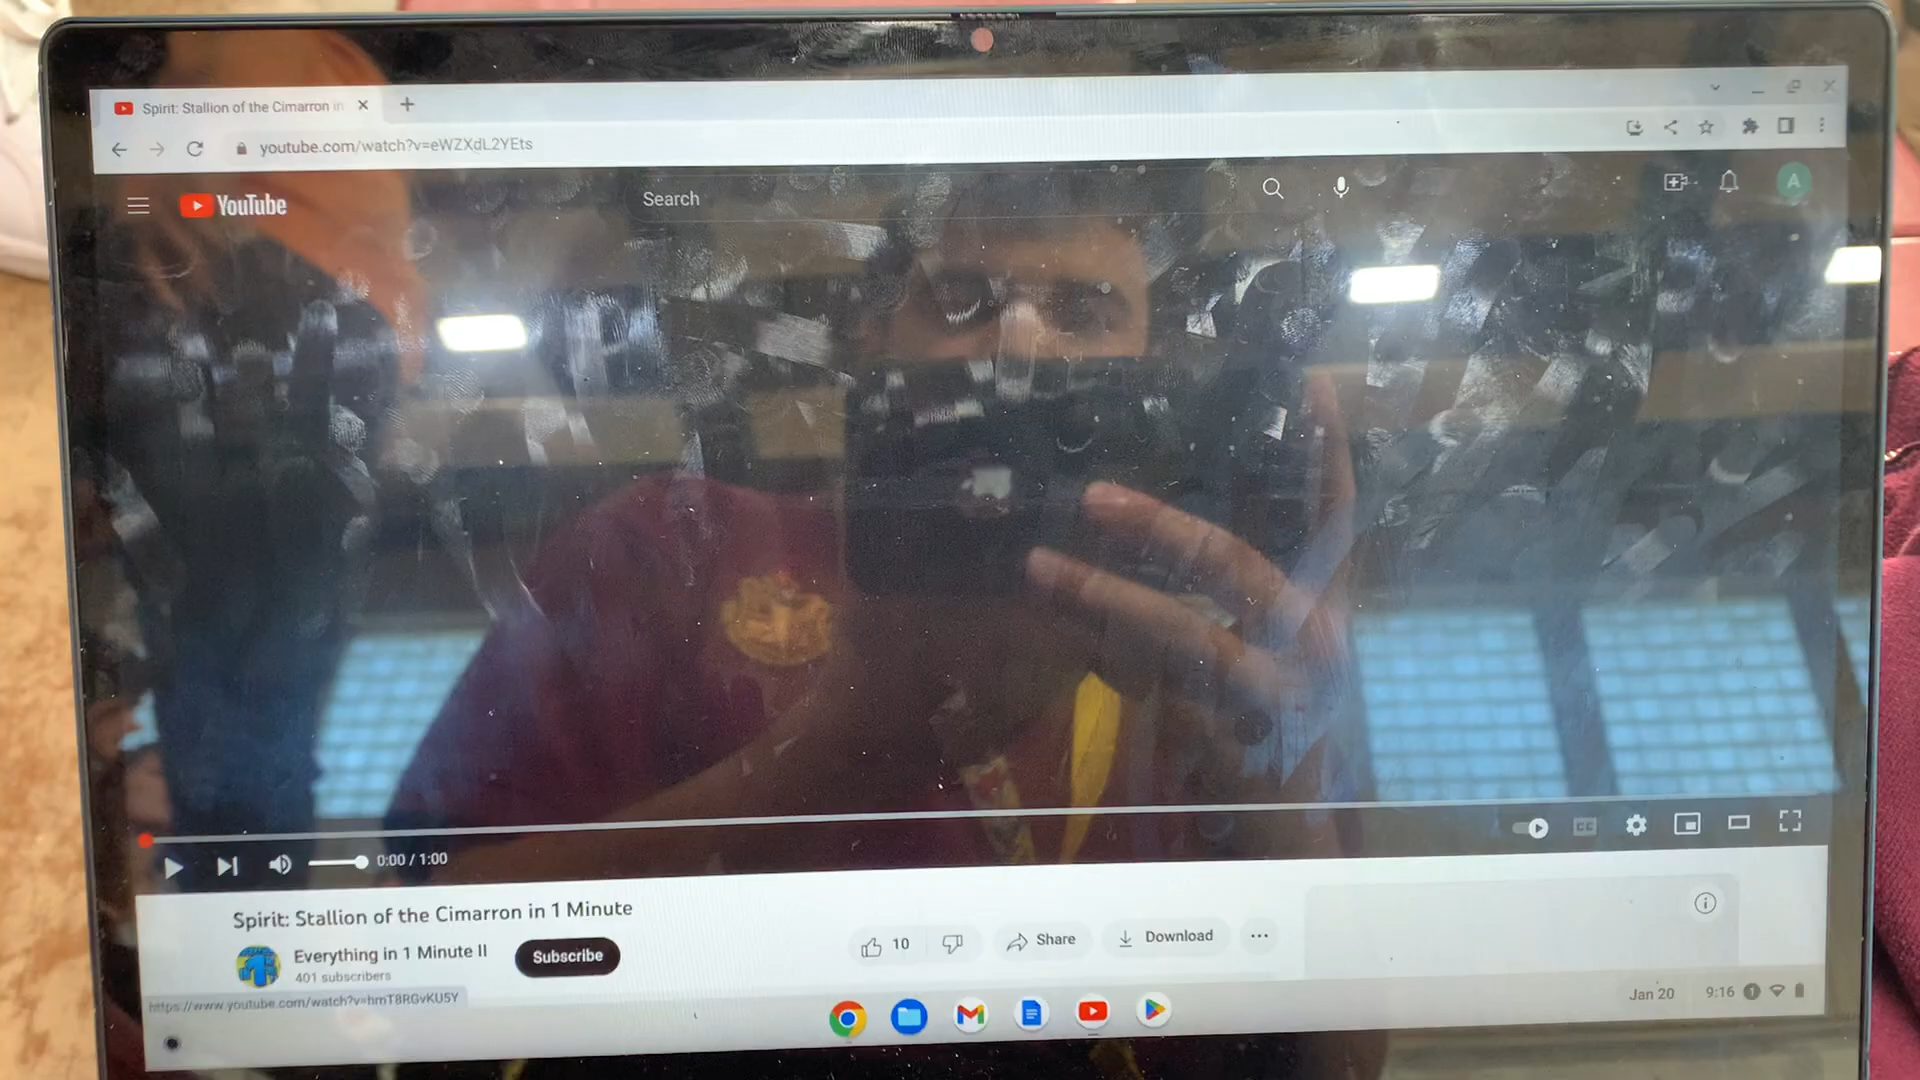 Spirit: Stallion of the Cimarron in
youtube.com/watch?v=eWZXdL2YEts
YouTube
Search
A
CC
0:00 / 1:00
Spirit: Stallion of the Cimarron in 1 Minute
Everything in 1 Minute II
401 subscribers
Subscribe
10
Share
Download
https://www.youtube.com/watch?v=hmT8RGvKU5Y
Jan 20
9:16
1